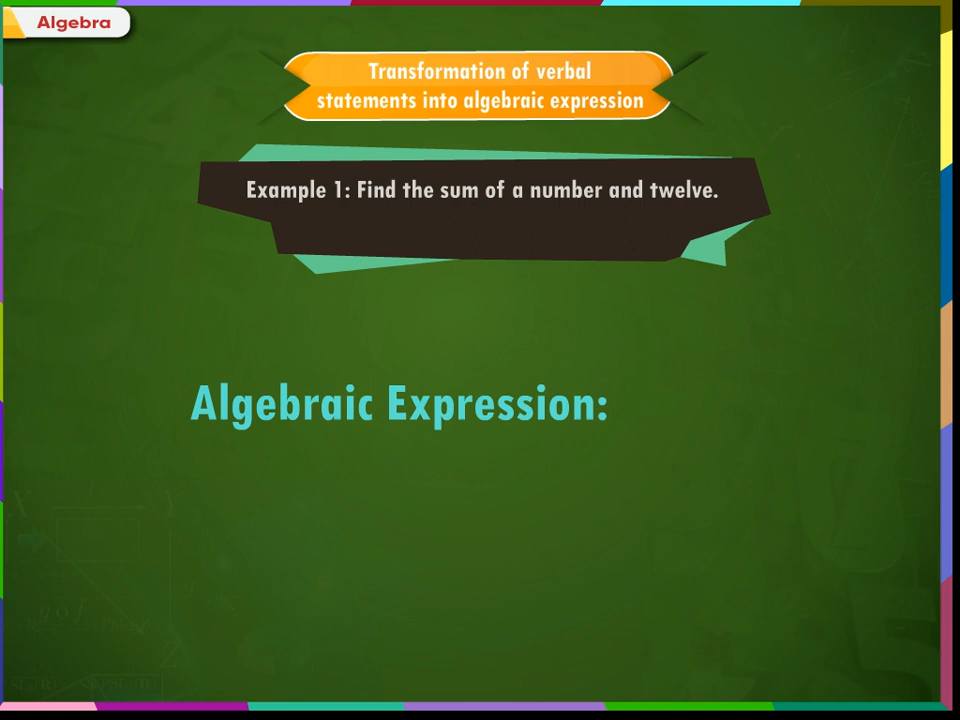 Algebra
Transformation of verbal
statements into algebraic expression
Example 1: Find the sum of a number and twelve.
Algebraic Expression: